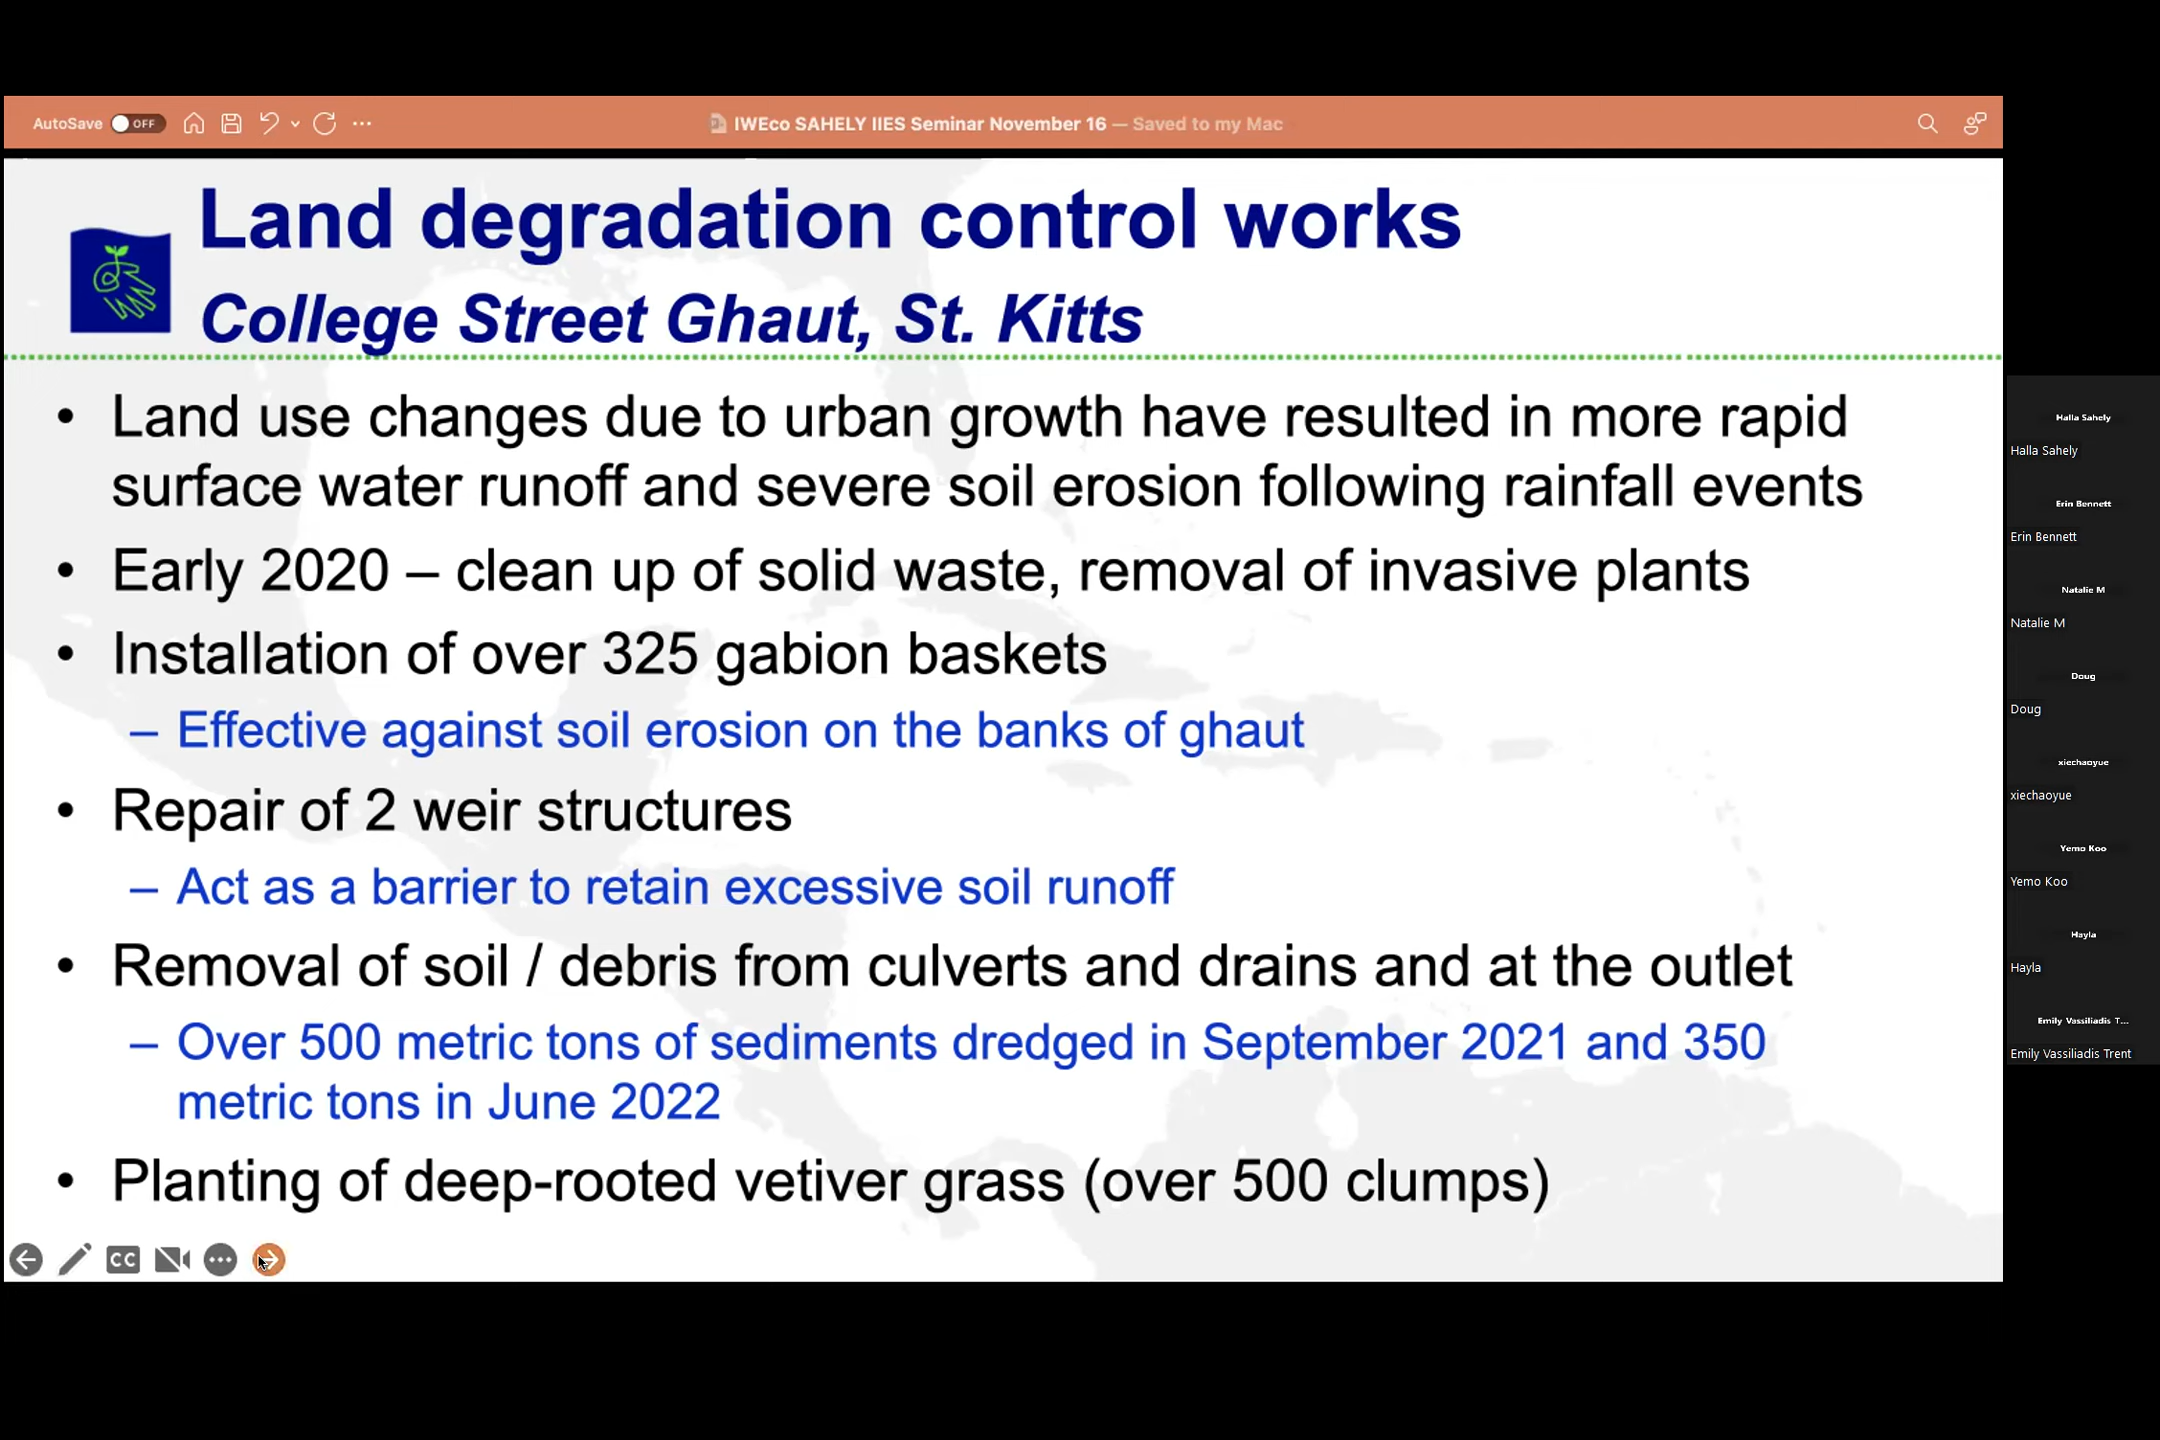 AutoSave OFF
IWEco SAHELY IIES Seminar November 16 — Saved to my Mac
Land degradation control works
College Street Ghaut, St. Kitts
• Land use changes due to urban growth have resulted in more rapid
surface water runoff and severe soil erosion following rainfall events
• Early 2020 – clean up of solid waste, removal of invasive plants
• Installation of over 325 gabion baskets
– Effective against soil erosion on the banks of ghaut
• Repair of 2 weir structures
– Act as a barrier to retain excessive soil runoff
• Removal of soil / debris from culverts and drains and at the outlet
– Over 500 metric tons of sediments dredged in September 2021 and 350
metric tons in June 2022
• Planting of deep-rooted vetiver grass (over 500 clumps)
CC
Halla Sahely
Halla Sahely
Erin Bennett
Erin Bennett
Natalie M
Natalie M
Doug
Doug
xiechaoyue
xiechaoyue
Yemo Koo
Yemo Koo
Hayla
Hayla
Emily Vassiliadis T...
Emily Vassiliadis Trent